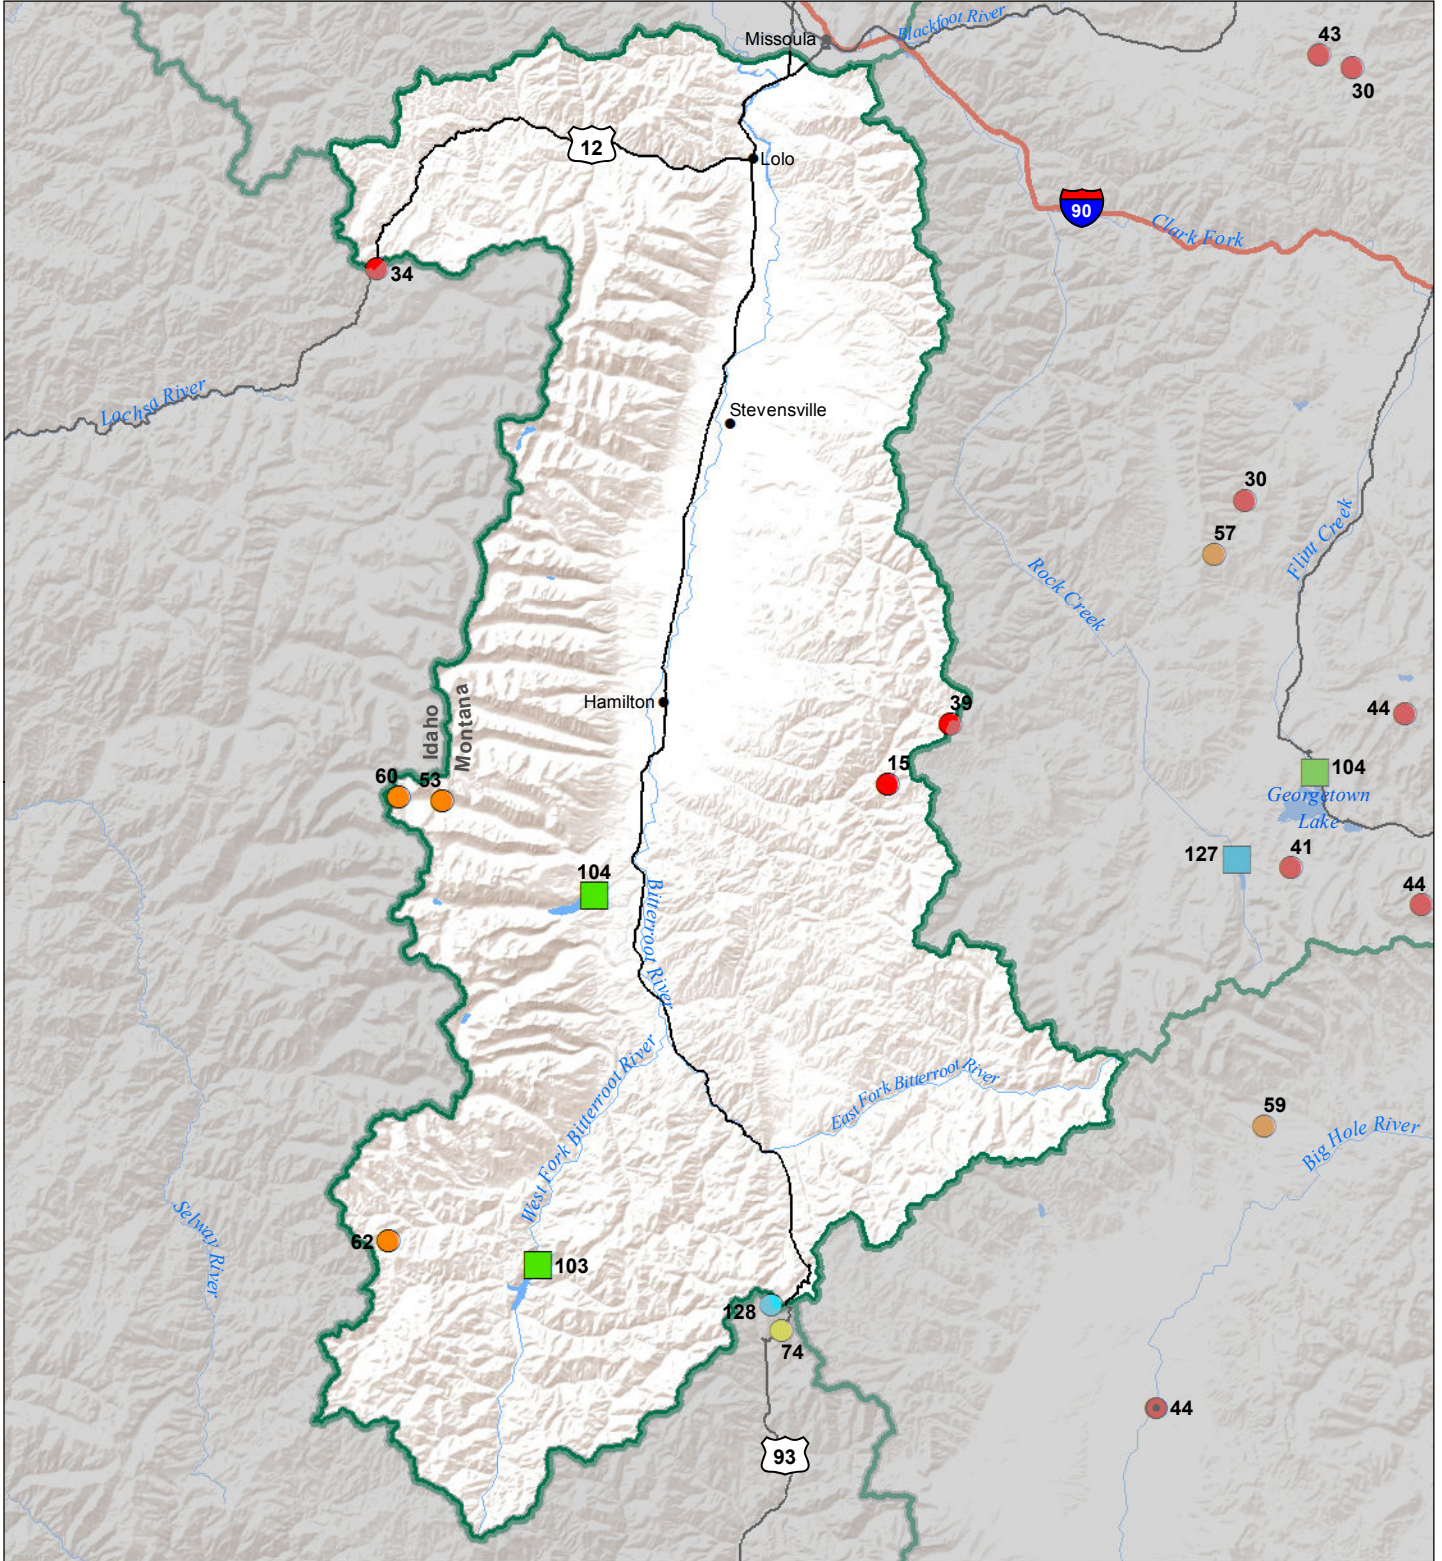 Missoula
Blackfoot River
43
30
12
Lolo
90
Clark Fork
34
Lochsa River
Stevensville
30
57
Flint Creek
Rock Creek
Idaho
Montana
Hamilton
39
44
60
53
15
104
Georgetown
Lake
127
41
44
104
Bitterroot River
West Fork Bitterroot River
East Fork Bitterroot River
59
Big Hole River
Selway River
62
103
128
74
44
93